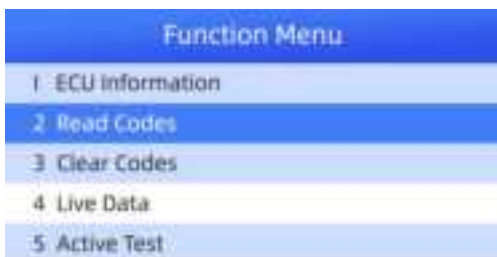 Function Menu
1 ECU Information
2 Read Codes
3 Clear Codes
4 Live Data
5 Active Test